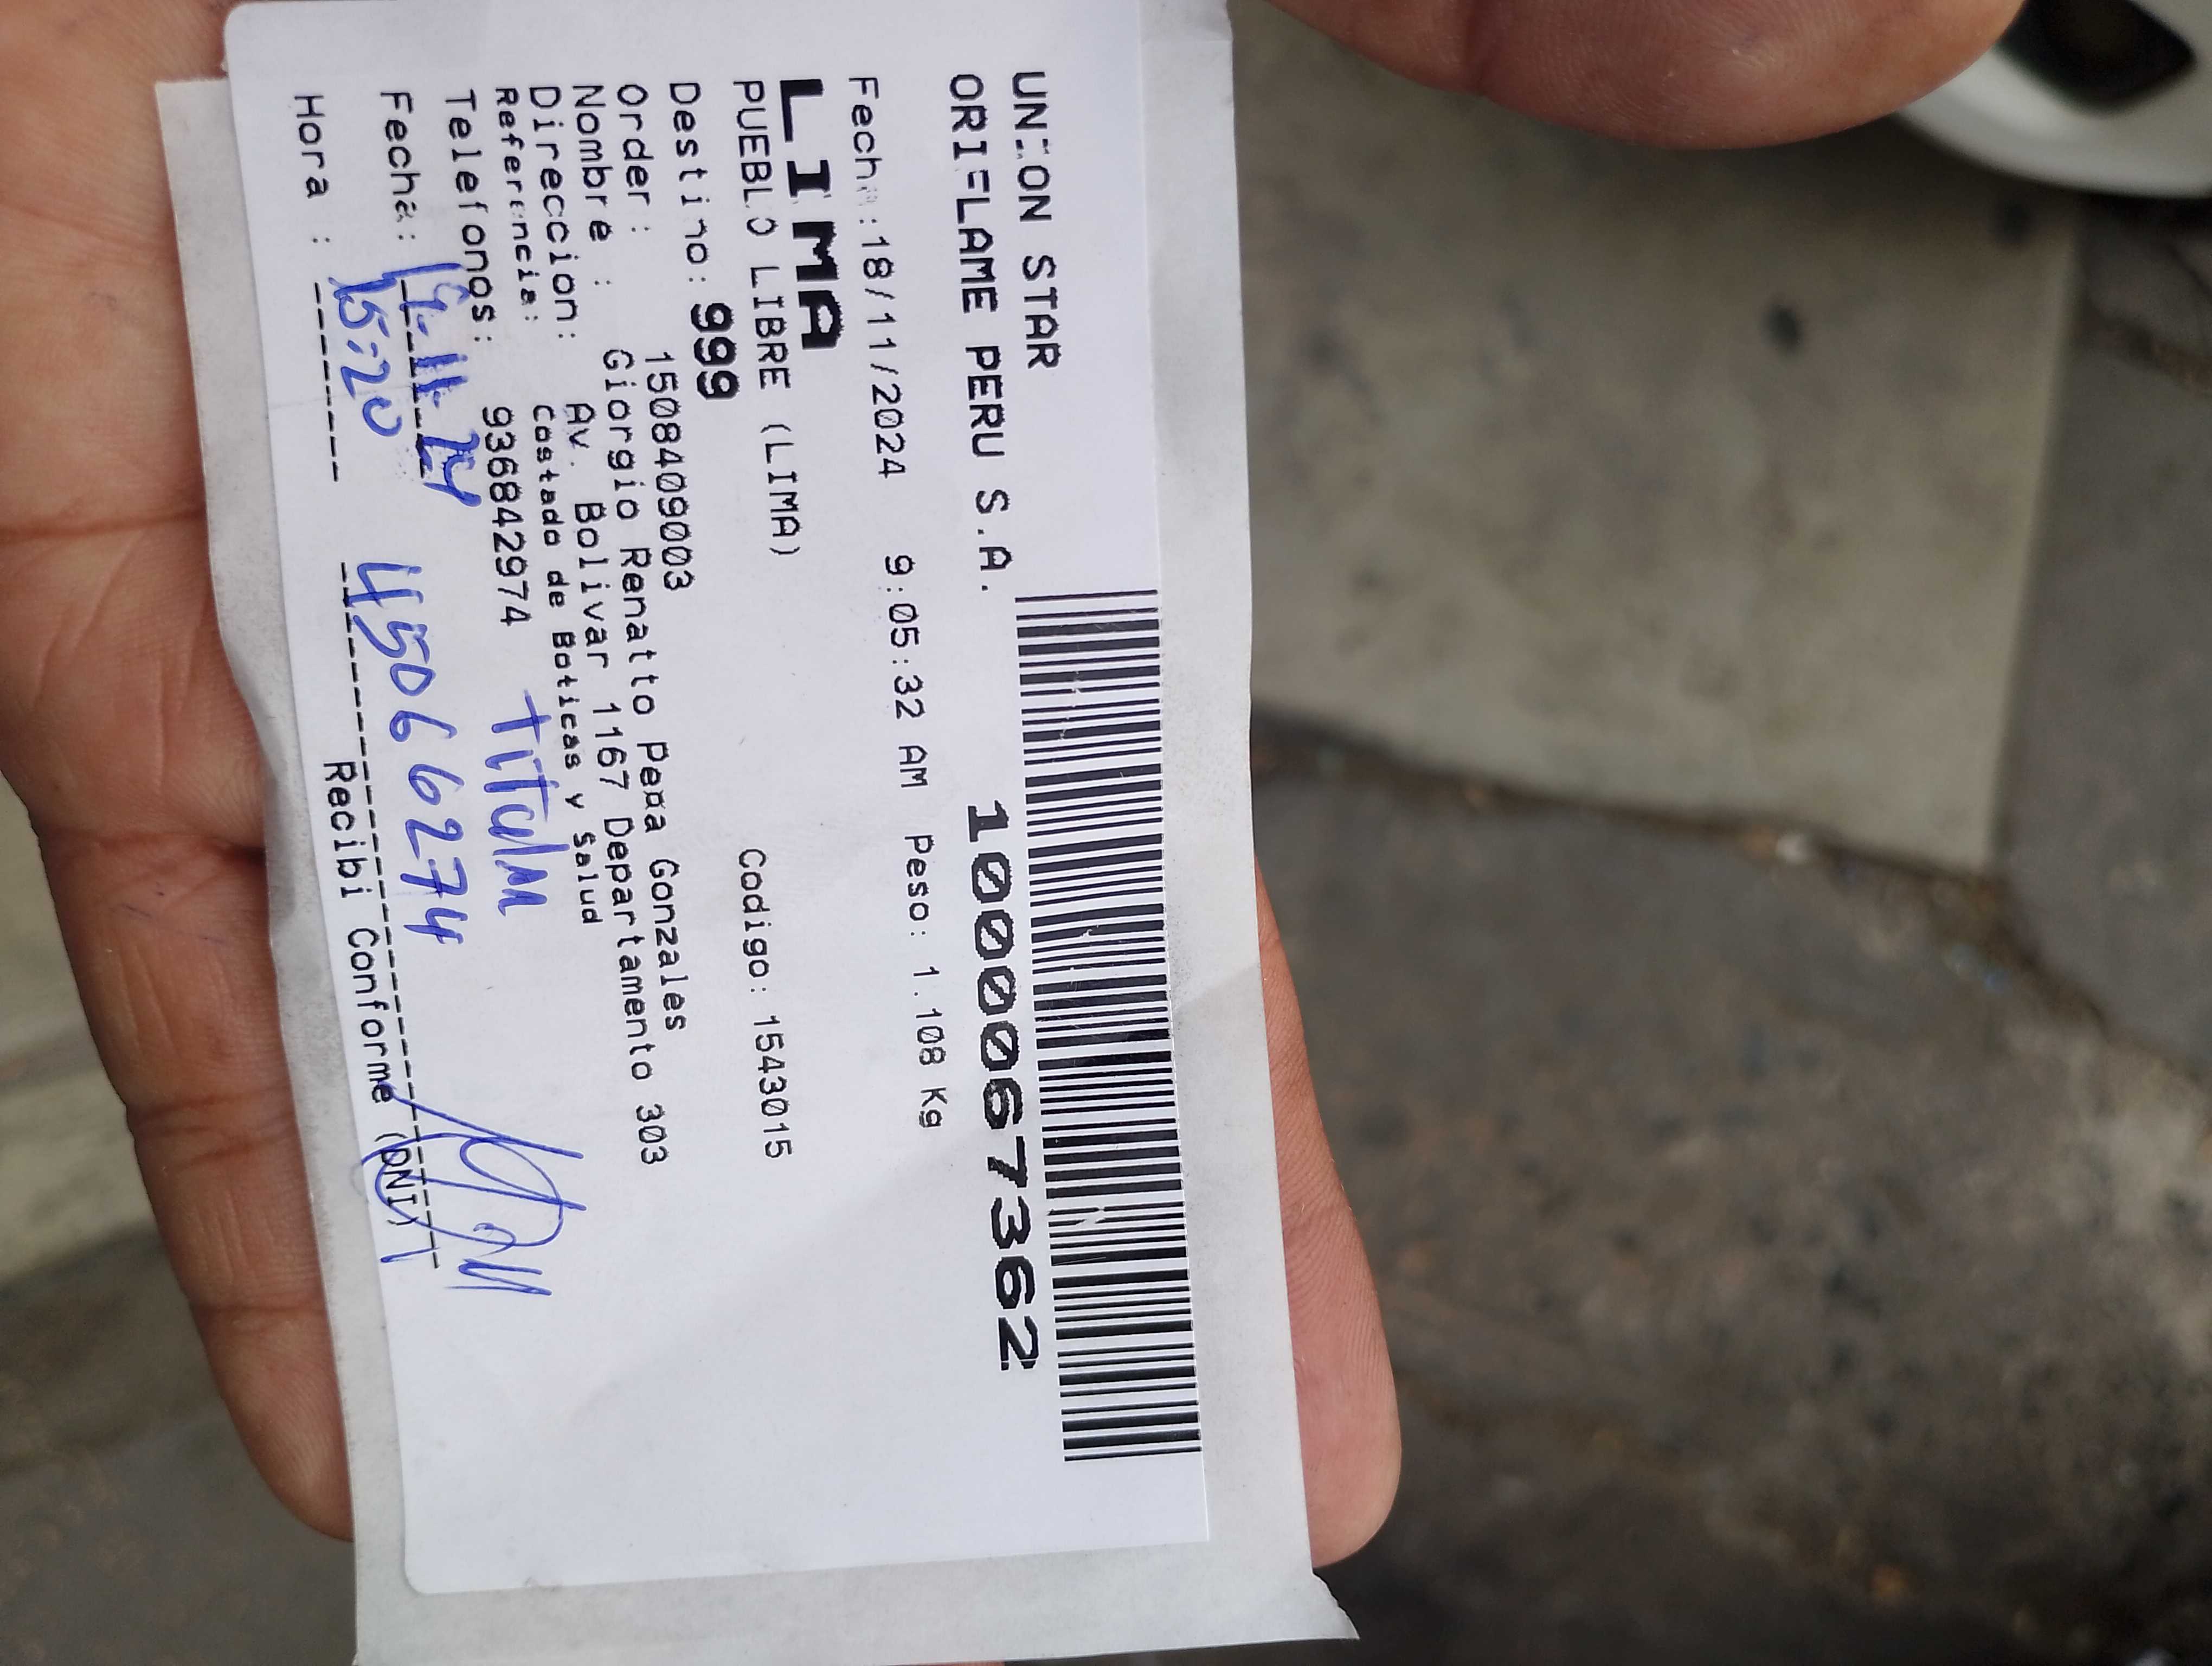 UNION STAR
ORIFLAME PERU S.A. 1000067362
Fecha:18/11/2024 9:05:32 AM Peso: 1.108 Kg
LIMA
PUEBLO LIBRE (LIMA) Codigo: 1543015
Destino: 999
Order : 1508409003
Nombre : Giorgio Renatto Pena Gonzales
Direccion: Av. Bolivar 1167 Departamento 303
Referencia: Costado de Boticas y Salud
Telefonos: 936842974 TiTulAR
Fecha: 19.11.24 45066274
Hora : 15:20
Recibi Conforme (DNI)